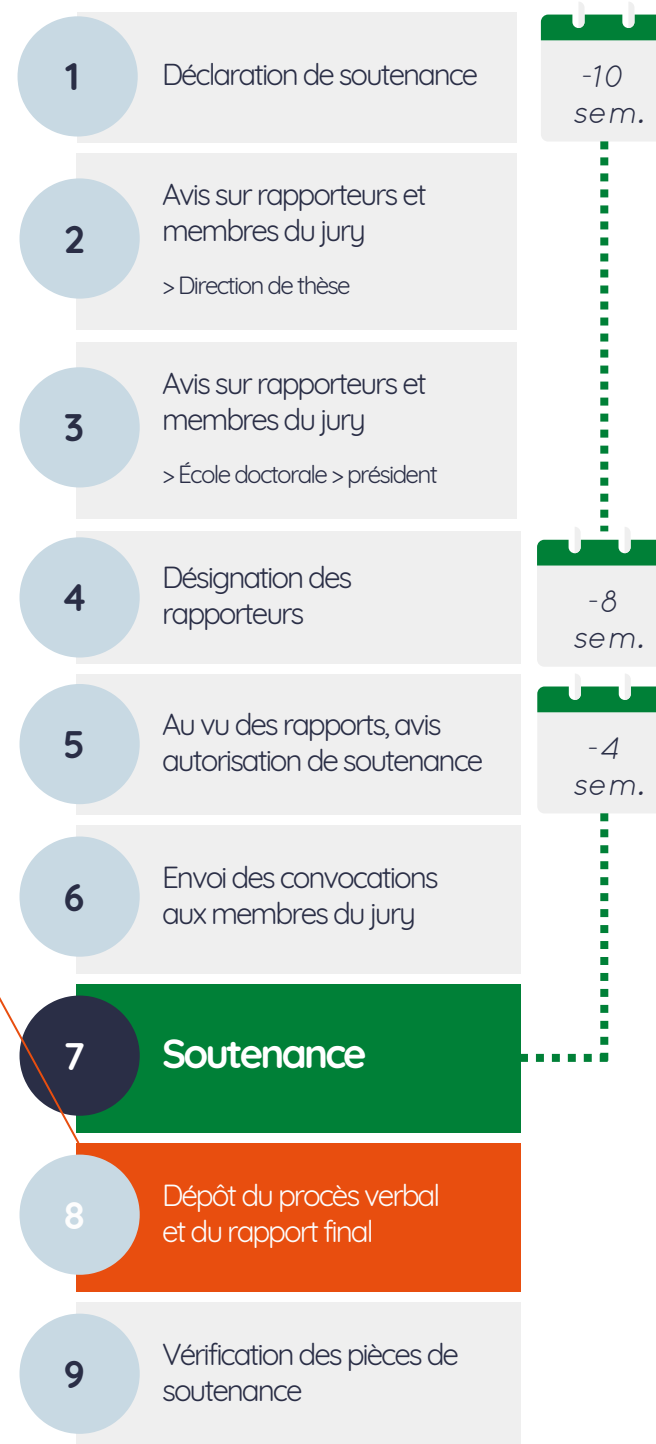 1
Déclaration de soutenance
-10
sem.
2
Avis sur rapporteurs et
membres du jury
> Direction de thèse
3
Avis sur rapporteurs et
membres du jury
> École doctorale > président
4
Désignation des
rapporteurs
-8
sem.
5
Au vu des rapports, avis
autorisation de soutenance
-4
sem.
6
Envoi des convocations
aux membres du jury
7
Soutenance
8
Dépôt du procès verbal
et du rapport final
9
Vérification des pièces de
soutenance